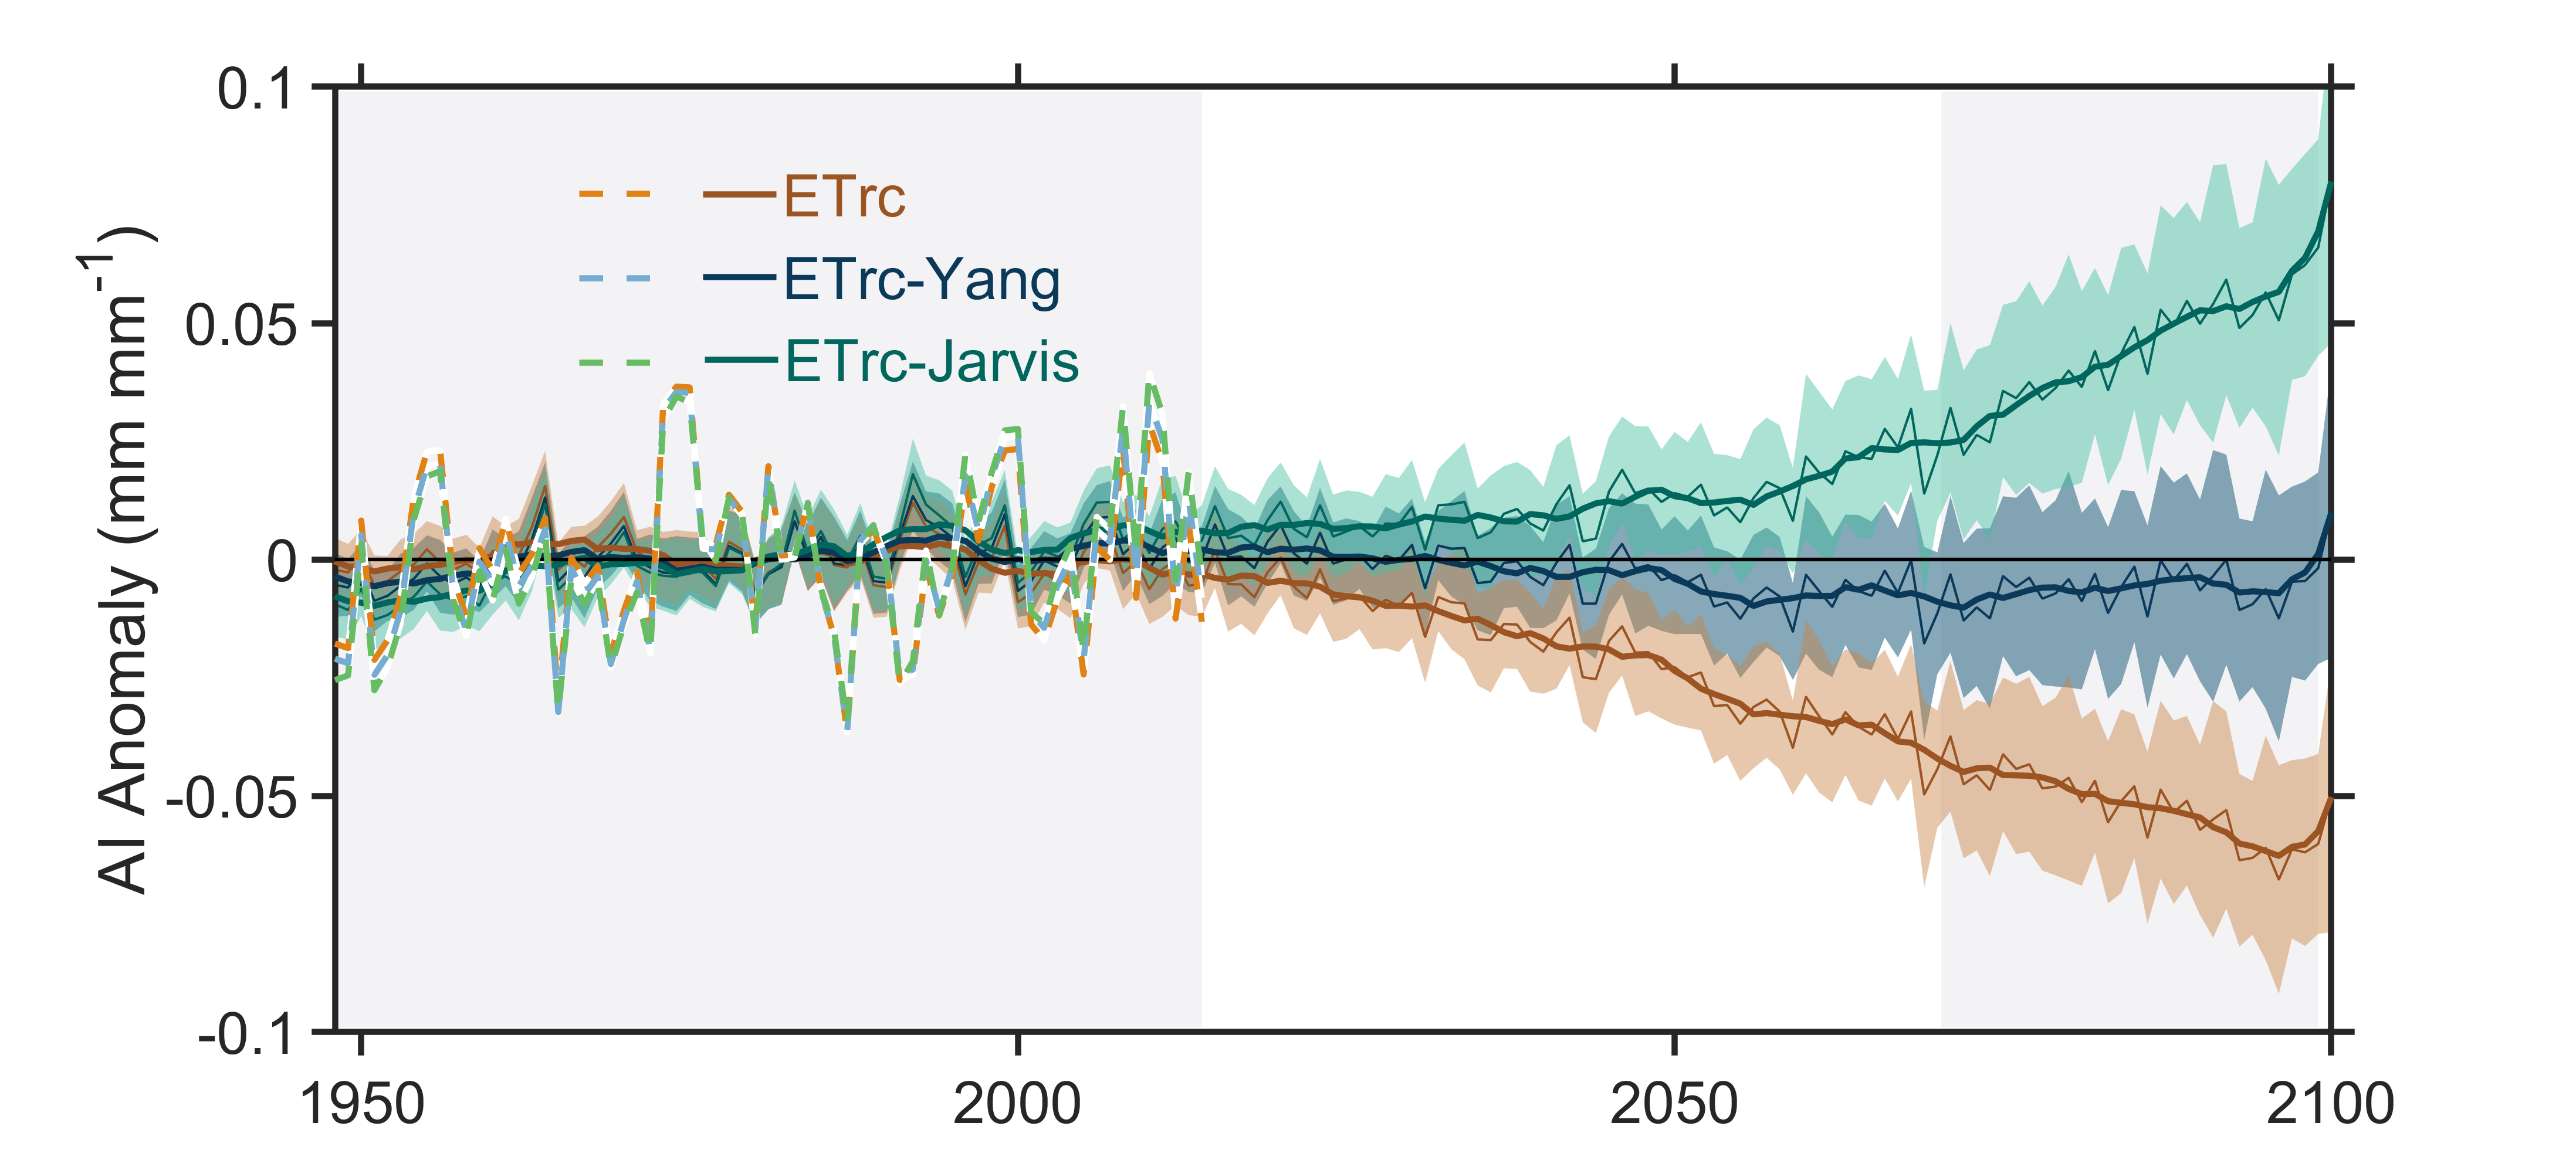 AI Anomaly (mm mm⁻¹)
0.1
0.05
0
-0.05
-0.1
ETrc
ETrc-Yang
ETrc-Jarvis
1950 2000 2050 2100